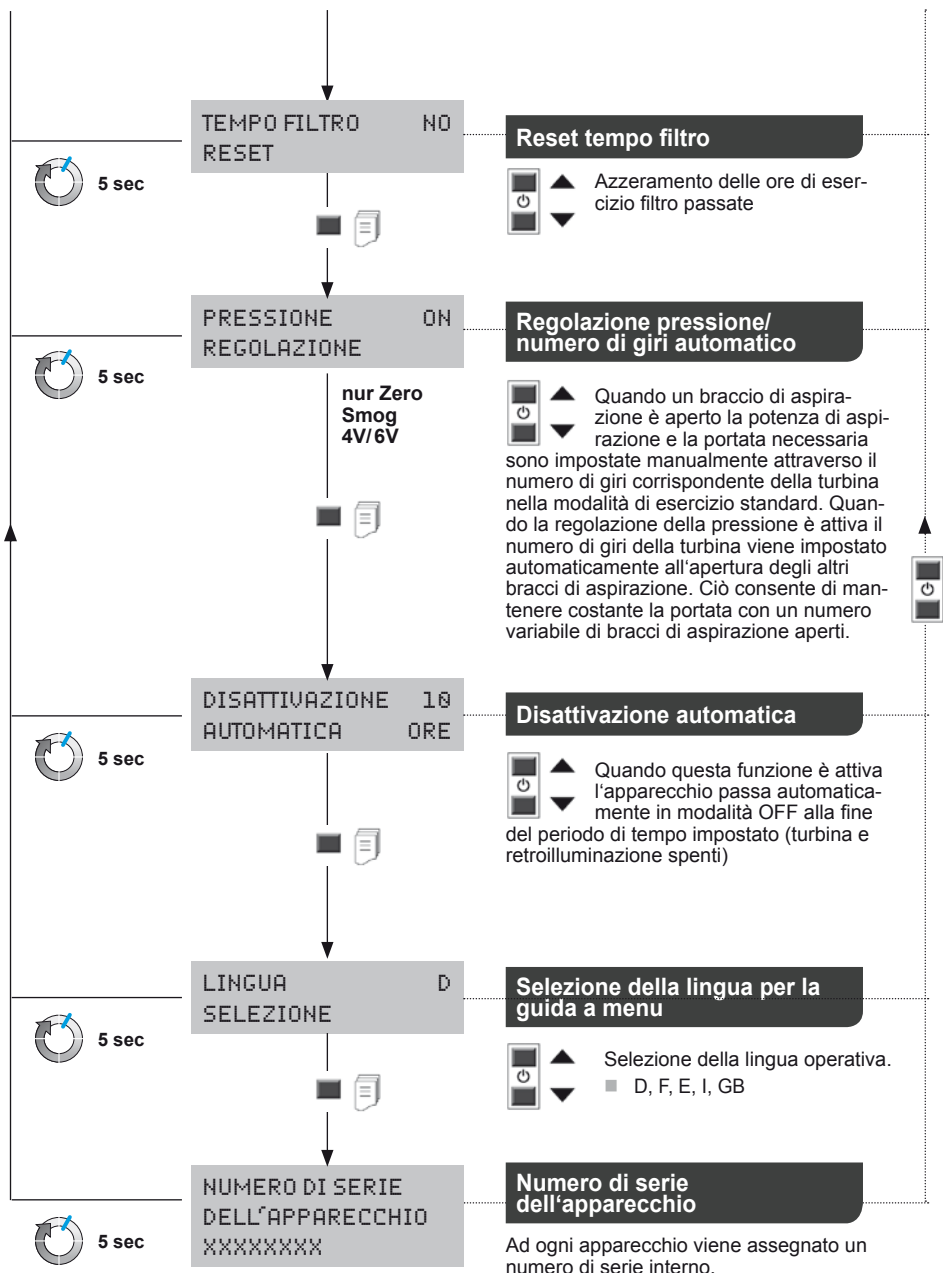 TEMPO FILTRO NO
RESET
5 sec
Reset tempo filtro
Azzeramento delle ore di eser-
cizio filtro passate
PRESSIONE ON
REGOLAZIONE
5 sec
nur Zero
Smog
4V/6V
Regolazione pressione/
numero di giri automatico
Quando un braccio di aspira-
zione è aperto la potenza di aspi-
razione e la portata necessaria
sono impostate manualmente attraverso il
numero di giri corrispondente della turbina
nella modalità di esercizio standard. Quan-
do la regolazione della pressione è attiva il
numero di giri della turbina viene impostato
automaticamente all‘apertura degli altri
bracci di aspirazione. Ciò consente di man-
tenere costante la portata con un numero
variabile di bracci di aspirazione aperti.
DISATTIVAZIONE 10
AUTOMATICA ORE
5 sec
Disattivazione automatica
Quando questa funzione è attiva
l‘apparecchio passa automatica-
mente in modalità OFF alla fine
del periodo di tempo impostato (turbina e
retroilluminazione spenti)
LINGUA D
SELEZIONE
5 sec
Selezione della lingua per la
guida a menu
Selezione della lingua operativa.
■ D, F, E, I, GB
NUMERO DI SERIE
DELL´APPARECCHIO
XXXXXXXX
5 sec
Numero di serie
dell‘apparecchio
Ad ogni apparecchio viene assegnato un
numero di serie interno.